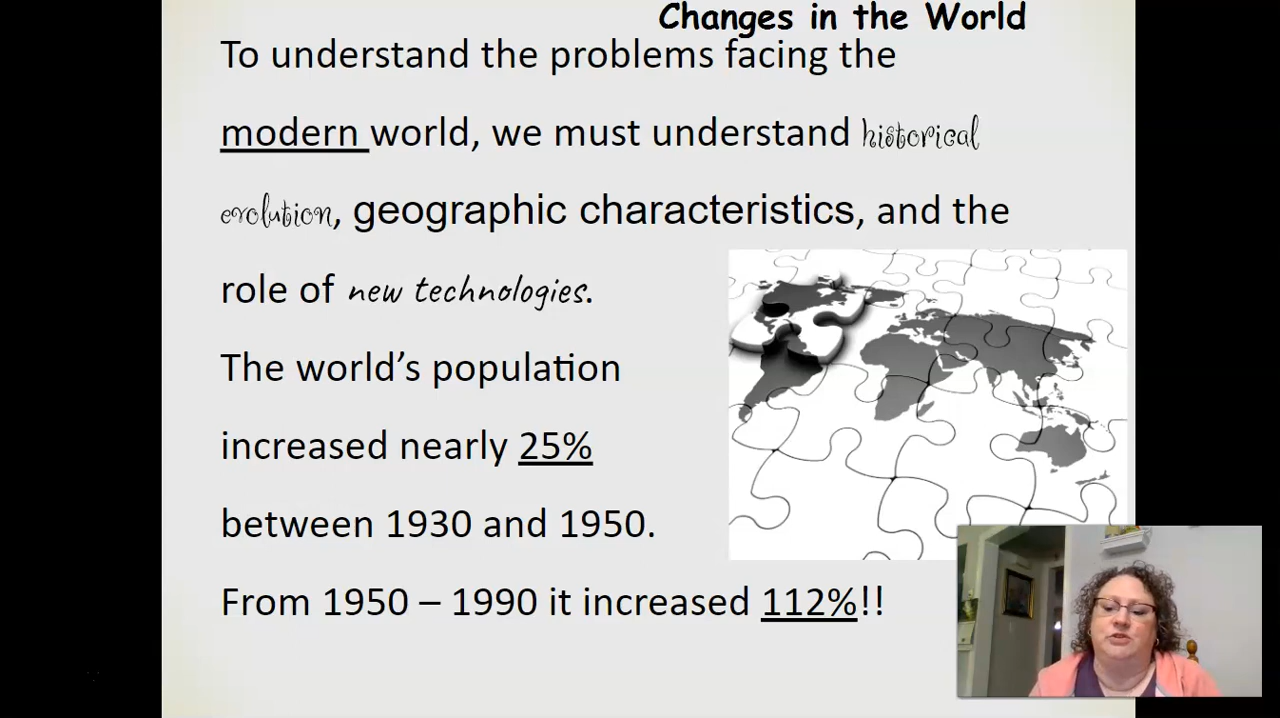 Changes in the World
To understand the problems facing the
modern world, we must understand historical
evolution, geographic characteristics, and the
role of new technologies.
The world’s population
increased nearly 25%
between 1930 and 1950.
From 1950 – 1990 it increased 112%!!